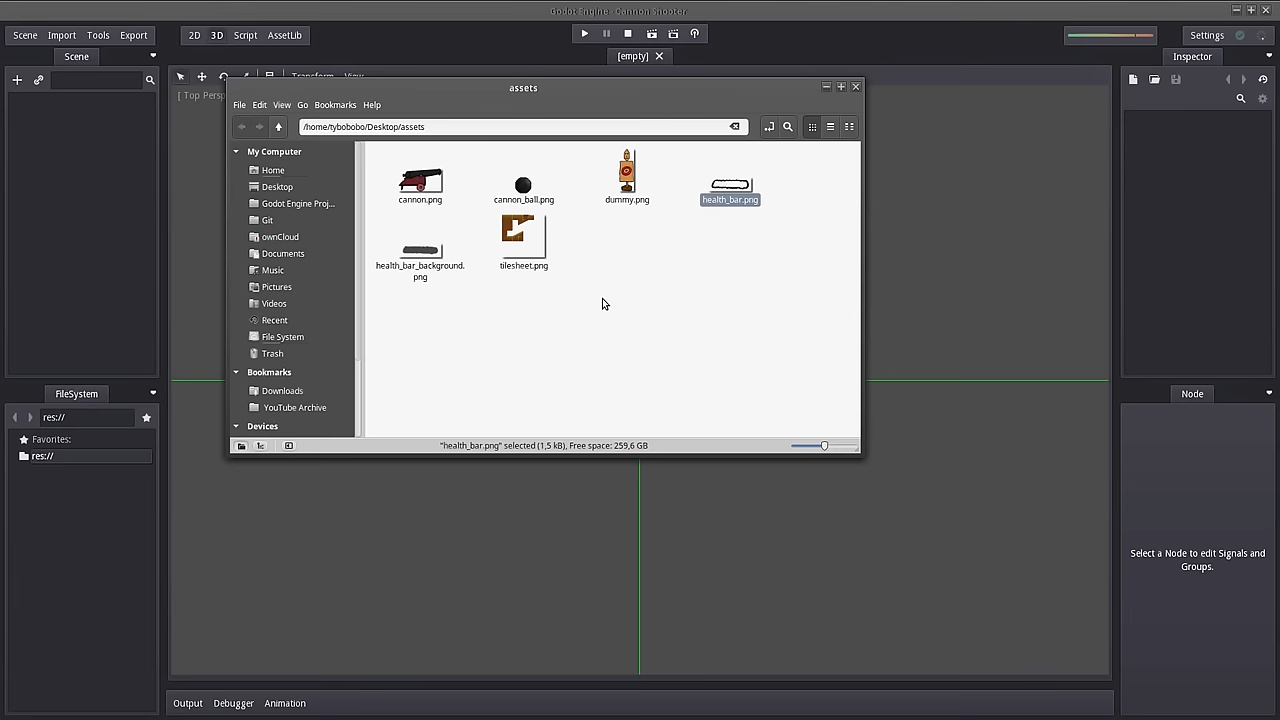 Godot Engine - Cannon Shooter
Scene Import Tools Export 2D 3D Script AssetLib Settings
Scene [empty] Inspector
Transform View
[ Top Persp
assets
File Edit View Go Bookmarks Help
/home/tybobobo/Desktop/assets
My Computer
Home
Desktop
Godot Engine Proj...
Git
ownCloud
Documents
Music
Pictures
Videos
Recent
File System
Trash
Bookmarks
Downloads
YouTube Archive
Devices
cannon.png cannon_ball.png dummy.png health_bar.png
health_bar_background.
png
tilesheet.png
"health_bar.png" selected (1,5 kB), Free space: 259,6 GB
FileSystem
res://
Favorites:
res://
Node
Select a Node to edit Signals and
Groups.
Output Debugger Animation